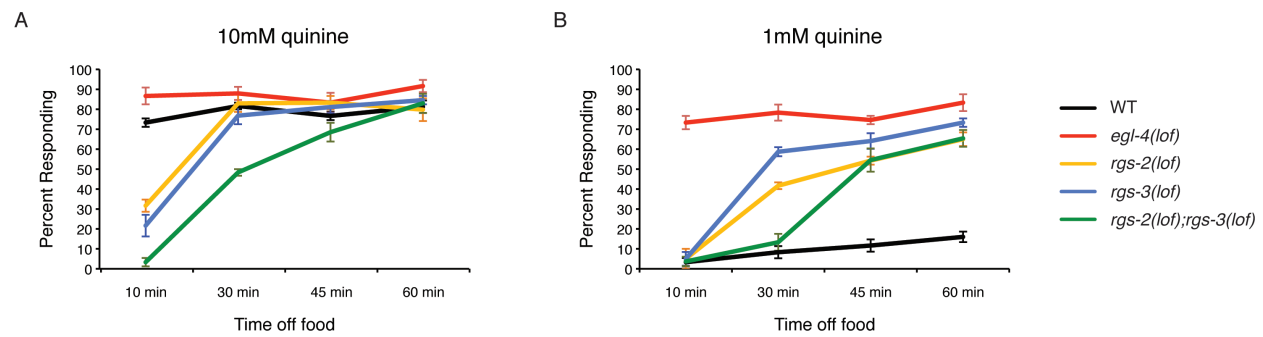 A
10mM quinine
Percent Responding
100
90
80
70
60
50
40
30
20
10
0
10 min 30 min 45 min 60 min
Time off food
B
1mM quinine
Percent Responding
100
90
80
70
60
50
40
30
20
10
0
10 min 30 min 45 min 60 min
Time off food
WT
egl-4(lof)
rgs-2(lof)
rgs-3(lof)
rgs-2(lof);rgs-3(lof)